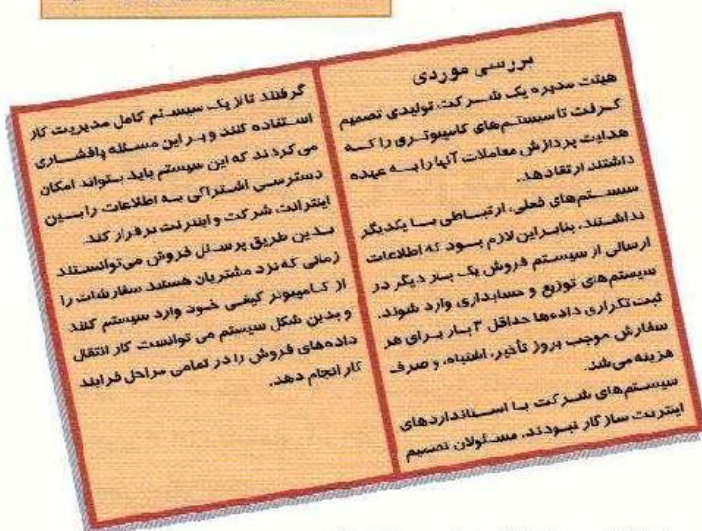 بررسی موردی
هیئت مدیره یک شرکت تولیدی تصمیم
گرفت تا سیستم‌های کامپیوتری را که
هدایت پردازش معاملات آنها را به عهده
داشتند ارتقا دهد.
سیستم‌های فعلی، ارتباطی با یکدیگر
نداشتند، بنابراین لازم بود که اطلاعات
ارسالی از سیستم فروش یک بار دیگر در
سیستم‌های توزیع و حسابداری وارد شوند.
ثبت تکراری داده‌ها حداقل ۳ بار برای هر
سفارش موجب بروز تأخیر، اشتباه، و صرف
هزینه می‌شد.
سیستم‌های شرکت با استانداردهای
اینترنت سازگار نبودند. مسئولان تصمیم
گرفتند تا از یک سیستم کامل مدیریت کار
استفاده کنند و بر این مسئله پافشاری
می‌کردند که این سیستم باید بتواند امکان
دسترسی اشتراکی به اطلاعات را بین
اینترانت شرکت و اینترنت برقرار کند.
بدین طریق پرسنل فروش می‌توانستند
زمانی که نزد مشتریان هستند سفارشات را
از کامپیوتر کیفی خود وارد سیستم کنند
و بدین شکل سیستم می توانست کار انتقال
داده‌های فروش را در تمامی مراحل فرایند
کار انجام دهد.